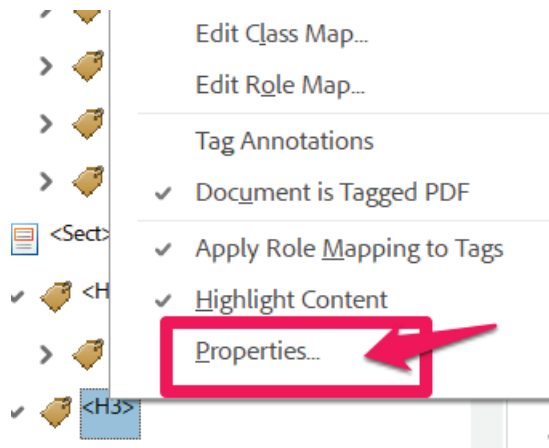 Edit Class Map...
Edit Role Map...
Tag Annotations
Document is Tagged PDF
<Sect>
Apply Role Mapping to Tags
<H
Highlight Content
Properties...
<H3>